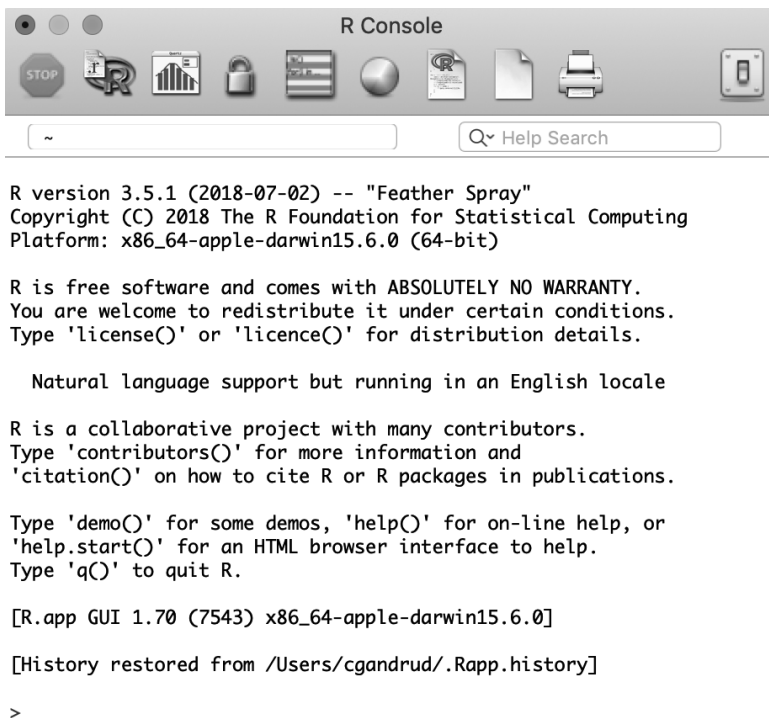 R Console
STOP
~
Help Search
R version 3.5.1 (2018-07-02) -- "Feather Spray"
Copyright (C) 2018 The R Foundation for Statistical Computing
Platform: x86_64-apple-darwin15.6.0 (64-bit)
R is free software and comes with ABSOLUTELY NO WARRANTY.
You are welcome to redistribute it under certain conditions.
Type 'license()' or 'licence()' for distribution details.
Natural language support but running in an English locale
R is a collaborative project with many contributors.
Type 'contributors()' for more information and
'citation()' on how to cite R or R packages in publications.
Type 'demo()' for some demos, 'help()' for on-line help, or
'help.start()' for an HTML browser interface to help.
Type 'q()' to quit R.
[R.app GUI 1.70 (7543) x86_64-apple-darwin15.6.0]
[History restored from /Users/cgandrud/.Rapp.history]
>